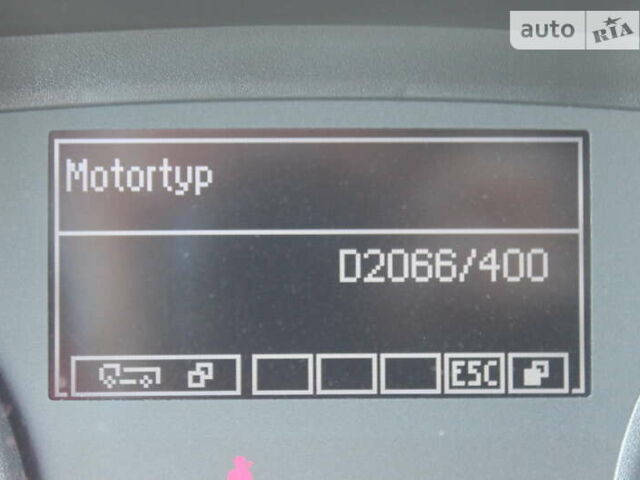 auto RIA
Motortyp
D2066/400
ESC